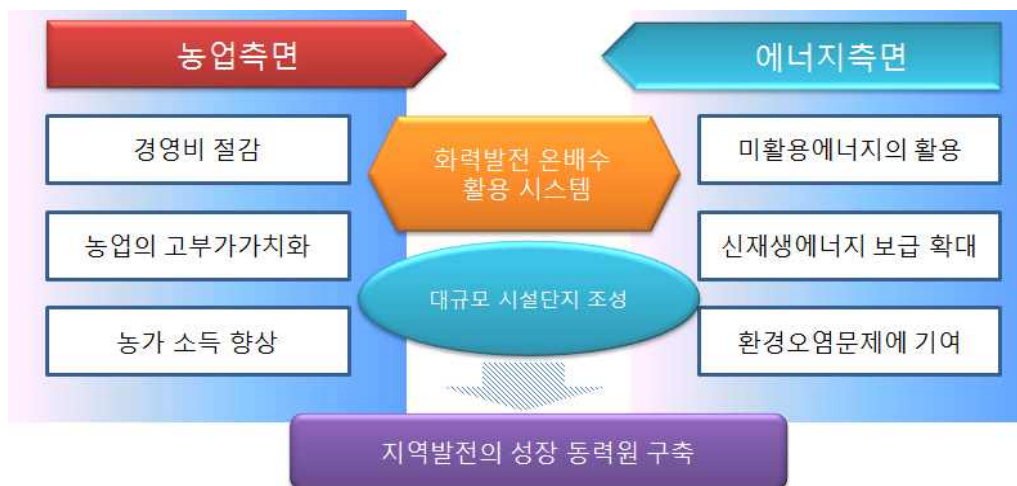 농업측면
에너지측면
경영비 절감
농업의 고부가가치화
농가 소득 향상
화력발전 온배수
활용 시스템
대규모 시설단지 조성
미활용에너지의 활용
신재생에너지 보급 확대
환경오염문제에 기여
지역발전의 성장 동력원 구축